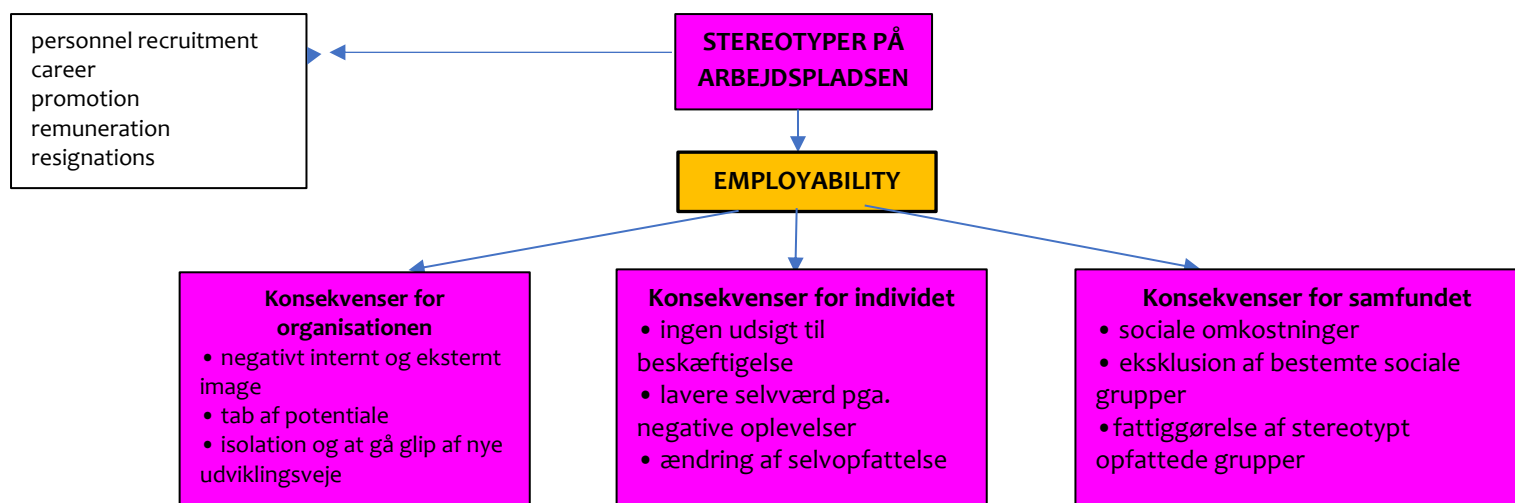 personnel recruitment
career
promotion
remuneration
resignations
STEREOTYPER PÅ
ARBEJDSPLADSEN
EMPLOYABILITY
Konsekvenser for
organisationen
• negativt internt og eksternt
image
• tab af potentiale
• isolation og at gå glip af nye
udviklingsveje
Konsekvenser for individet
• ingen udsigt til
beskæftigelse
• lavere selvværd pga.
negative oplevelser
• ændring af selvopfattelse
Konsekvenser for samfundet
• sociale omkostninger
• eksklusion af bestemte sociale
grupper
•fattiggørelse af stereotypt
opfattede grupper